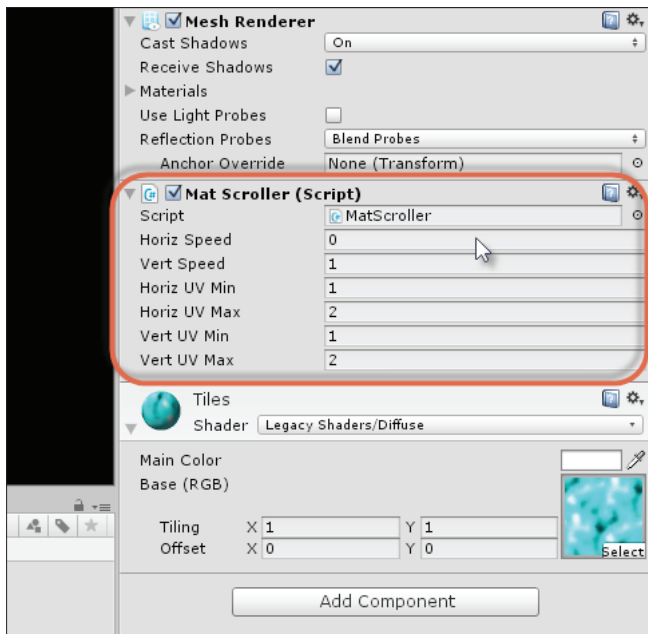 Mesh Renderer
Cast Shadows On
Receive Shadows
Materials
Use Light Probes
Reflection Probes Blend Probes
Anchor Override None (Transform)
Mat Scroller (Script)
Script MatScroller
Horiz Speed 0
Vert Speed 1
Horiz UV Min 1
Horiz UV Max 2
Vert UV Min 1
Vert UV Max 2
Tiles
Shader Legacy Shaders/Diffuse
Main Color
Base (RGB)
Tiling X 1 Y 1
Offset X 0 Y 0
Select
Add Component